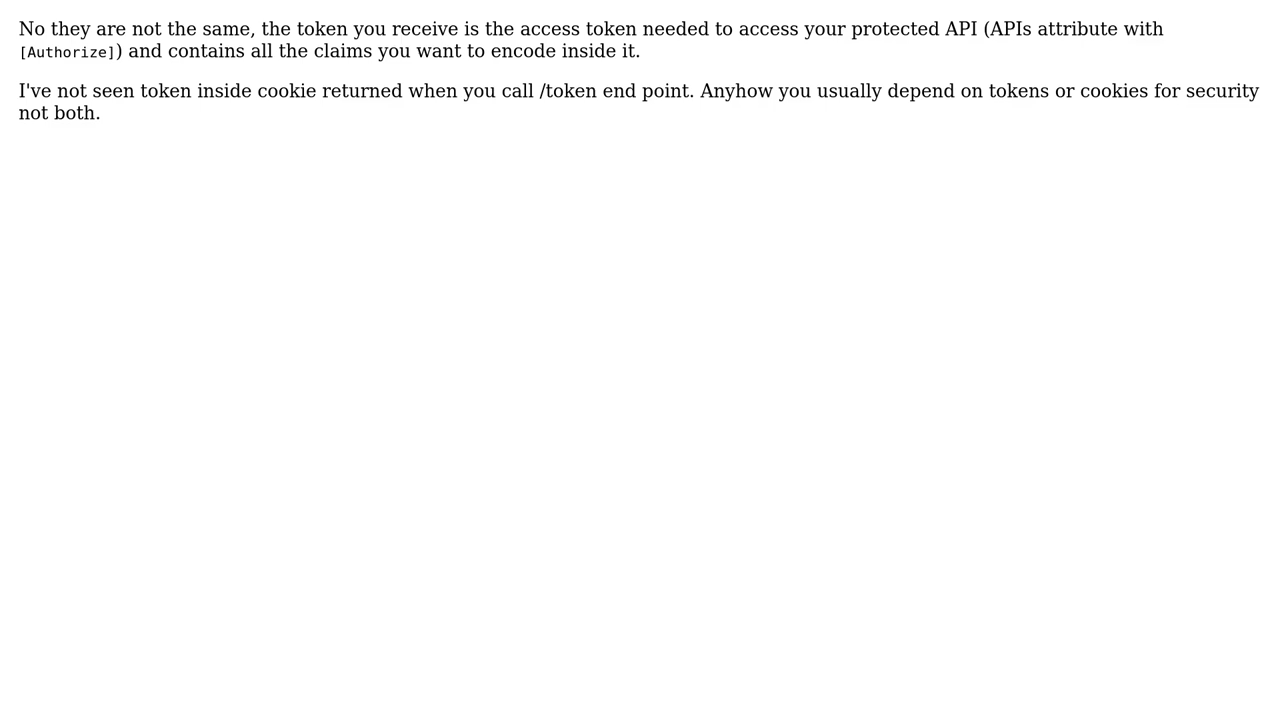 No they are not the same, the token you receive is the access token needed to access your protected API (APIs attribute with
[Authorize]) and contains all the claims you want to encode inside it.
I've not seen token inside cookie returned when you call /token end point. Anyhow you usually depend on tokens or cookies for security
not both.